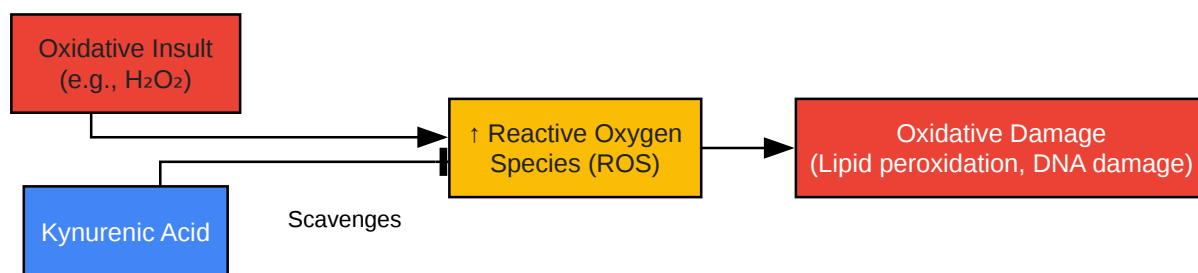 Oxidative Insult
(e.g., H₂O₂)
↑ Reactive Oxygen
Species (ROS)
Oxidative Damage
(Lipid peroxidation, DNA damage)
Kynurenic Acid
Scavenges